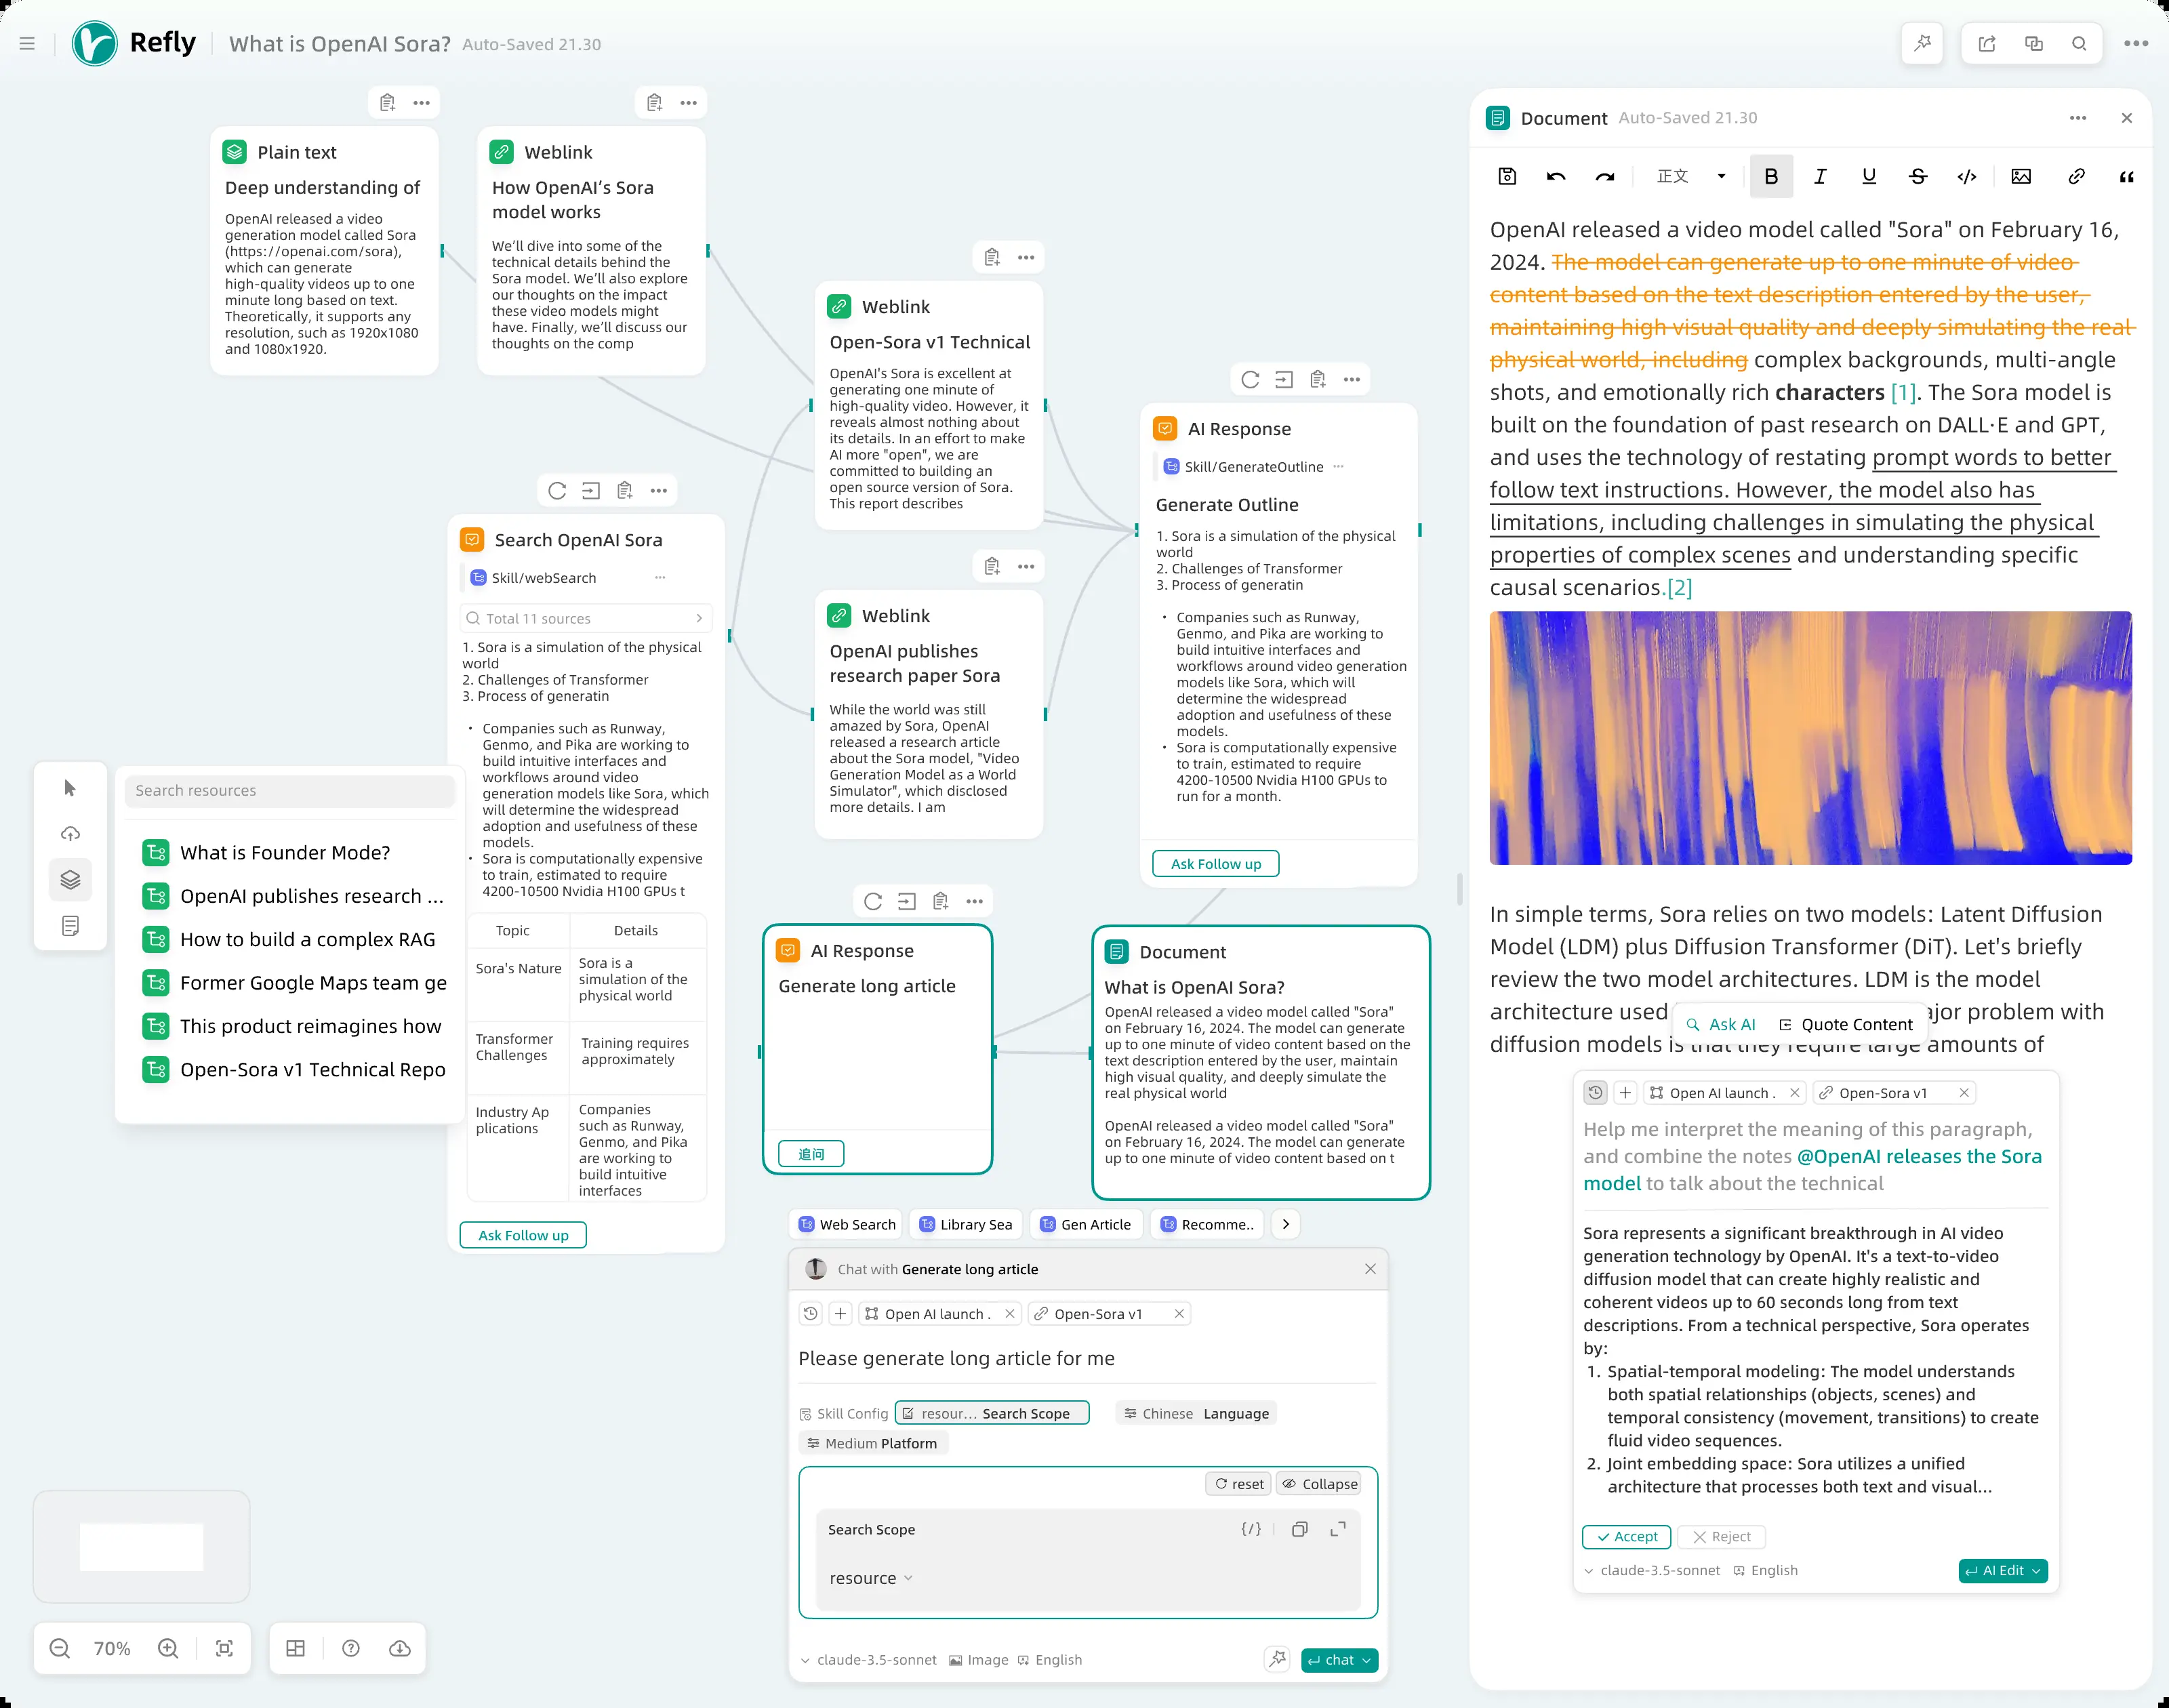 Refly
What is OpenAI Sora? Auto-Saved 21.30
Plain text
Deep understanding of
OpenAI released a video
generation model called Sora
(https://openai.com/sora),
which can generate
high-quality videos up to one
minute long based on text.
Theoretically, it supports any
resolution, such as 1920x1080
and 1080x1920.
Weblink
How OpenAI’s Sora
model works
We’ll dive into some of the
technical details behind the
Sora model. We’ll also explore
our thoughts on the impact
these video models might
have. Finally, we’ll discuss our
thoughts on the comp
Weblink
Open-Sora v1 Technical
OpenAI's Sora is excellent at
generating one minute of
high-quality video. However, it
reveals almost nothing about
its details. In an effort to make
AI more "open", we are
committed to building an
open source version of Sora.
This report describes
Weblink
OpenAI publishes
research paper Sora
While the world was still
amazed by Sora, OpenAI
released a research article
about the Sora model, "Video
Generation Model as a World
Simulator", which disclosed
more details. I am
AI Response
Skill/GenerateOutline
Generate Outline
1. Sora is a simulation of the physical
world
2. Challenges of Transformer
3. Process of generatin
• Companies such as Runway,
Genmo, and Pika are working to
build intuitive interfaces and
workflows around video generation
models like Sora, which will
determine the widespread
adoption and usefulness of these
models.
• Sora is computationally expensive
to train, estimated to require
4200-10500 Nvidia H100 GPUs to
run for a month.
Ask Follow up
Search OpenAI Sora
Skill/webSearch
Total 11 sources
1. Sora is a simulation of the physical
world
2. Challenges of Transformer
3. Process of generatin
• Companies such as Runway,
Genmo, and Pika are working to
build intuitive interfaces and
workflows around video
generation models like Sora, which
will determine the widespread
adoption and usefulness of these
models.
• Sora is computationally expensive
to train, estimated to require
4200-10500 Nvidia H100 GPUs t
Topic Details
Sora's Nature
Sora is a
simulation of the
physical world
Transformer
Challenges
Training requires
approximately
Industry Ap
plications
Companies
such as Runway,
Genmo, and Pika
are working to
build intuitive
interfaces
Ask Follow up
Search resources
What is Founder Mode?
OpenAI publishes research ...
How to build a complex RAG
Former Google Maps team ge
This product reimagines how
Open-Sora v1 Technical Repo
AI Response
Generate long article
追问
Document
What is OpenAI Sora?
OpenAI released a video model called "Sora"
on February 16, 2024. The model can generate
up to one minute of video content based on the
text description entered by the user, maintain
high visual quality, and deeply simulate the
real physical world
OpenAI released a video model called "Sora"
on February 16, 2024. The model can generate
up to one minute of video content based on t
Web Search
Library Sea
Gen Article
Recomme..
Chat with Generate long article
Open AI launch .
Open-Sora v1
Please generate long article for me
Skill Config
resour... Search Scope
Chinese Language
Medium Platform
reset
Collapse
Search Scope
{/}
resource
claude-3.5-sonnet Image English
chat
70%
Document Auto-Saved 21.30
正文 B I U S </> “
OpenAI released a video model called "Sora" on February 16,
2024. The model can generate up to one minute of video
content based on the text description entered by the user,
maintaining high visual quality and deeply simulating the real
physical world, including complex backgrounds, multi-angle
shots, and emotionally rich characters [1]. The Sora model is
built on the foundation of past research on DALL·E and GPT,
and uses the technology of restating prompt words to better
follow text instructions. However, the model also has
limitations, including challenges in simulating the physical
properties of complex scenes and understanding specific
causal scenarios.[2]
In simple terms, Sora relies on two models: Latent Diffusion
Model (LDM) plus Diffusion Transformer (DiT). Let's briefly
review the two model architectures. LDM is the model
architecture used ajor problem with
diffusion models is that they require large amounts of
Ask AI
Quote Content
Open AI launch .
Open-Sora v1
Help me interpret the meaning of this paragraph,
and combine the notes @OpenAI releases the Sora
model to talk about the technical
Sora represents a significant breakthrough in AI video
generation technology by OpenAI. It's a text-to-video
diffusion model that can create highly realistic and
coherent videos up to 60 seconds long from text
descriptions. From a technical perspective, Sora operates
by:
1. Spatial-temporal modeling: The model understands
both spatial relationships (objects, scenes) and
temporal consistency (movement, transitions) to create
fluid video sequences.
2. Joint embedding space: Sora utilizes a unified
architecture that processes both text and visual...
Accept
Reject
claude-3.5-sonnet English
AI Edit